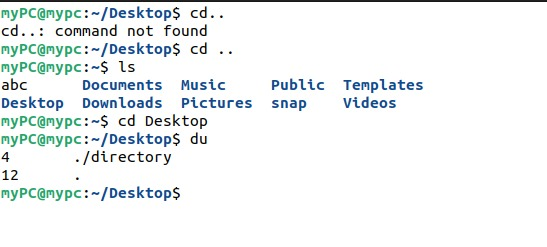 myPC@mypc:~/Desktop$ cd..
cd..: command not found
myPC@mypc:~/Desktop$ cd ..
myPC@mypc:~$ ls
abc      Documents  Music     Public  Templates
Desktop  Downloads  Pictures  snap    Videos
myPC@mypc:~$ cd Desktop
myPC@mypc:~/Desktop$ du
4       ./directory
12      .
myPC@mypc:~/Desktop$